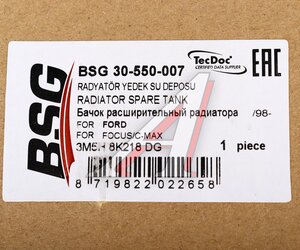 BSG
TecDoc
CERTIFIED DATA SUPPLIER
EAC
BSG 30-550-007
RADYATÖR YEDEK SU DEPOSU
RADIATOR SPARE TANK
Бачок расширительный радиатора /98-
FOR FORD
FOR FOCUS/C-MAX
8K218 DG 1 piece
8 719822 022658